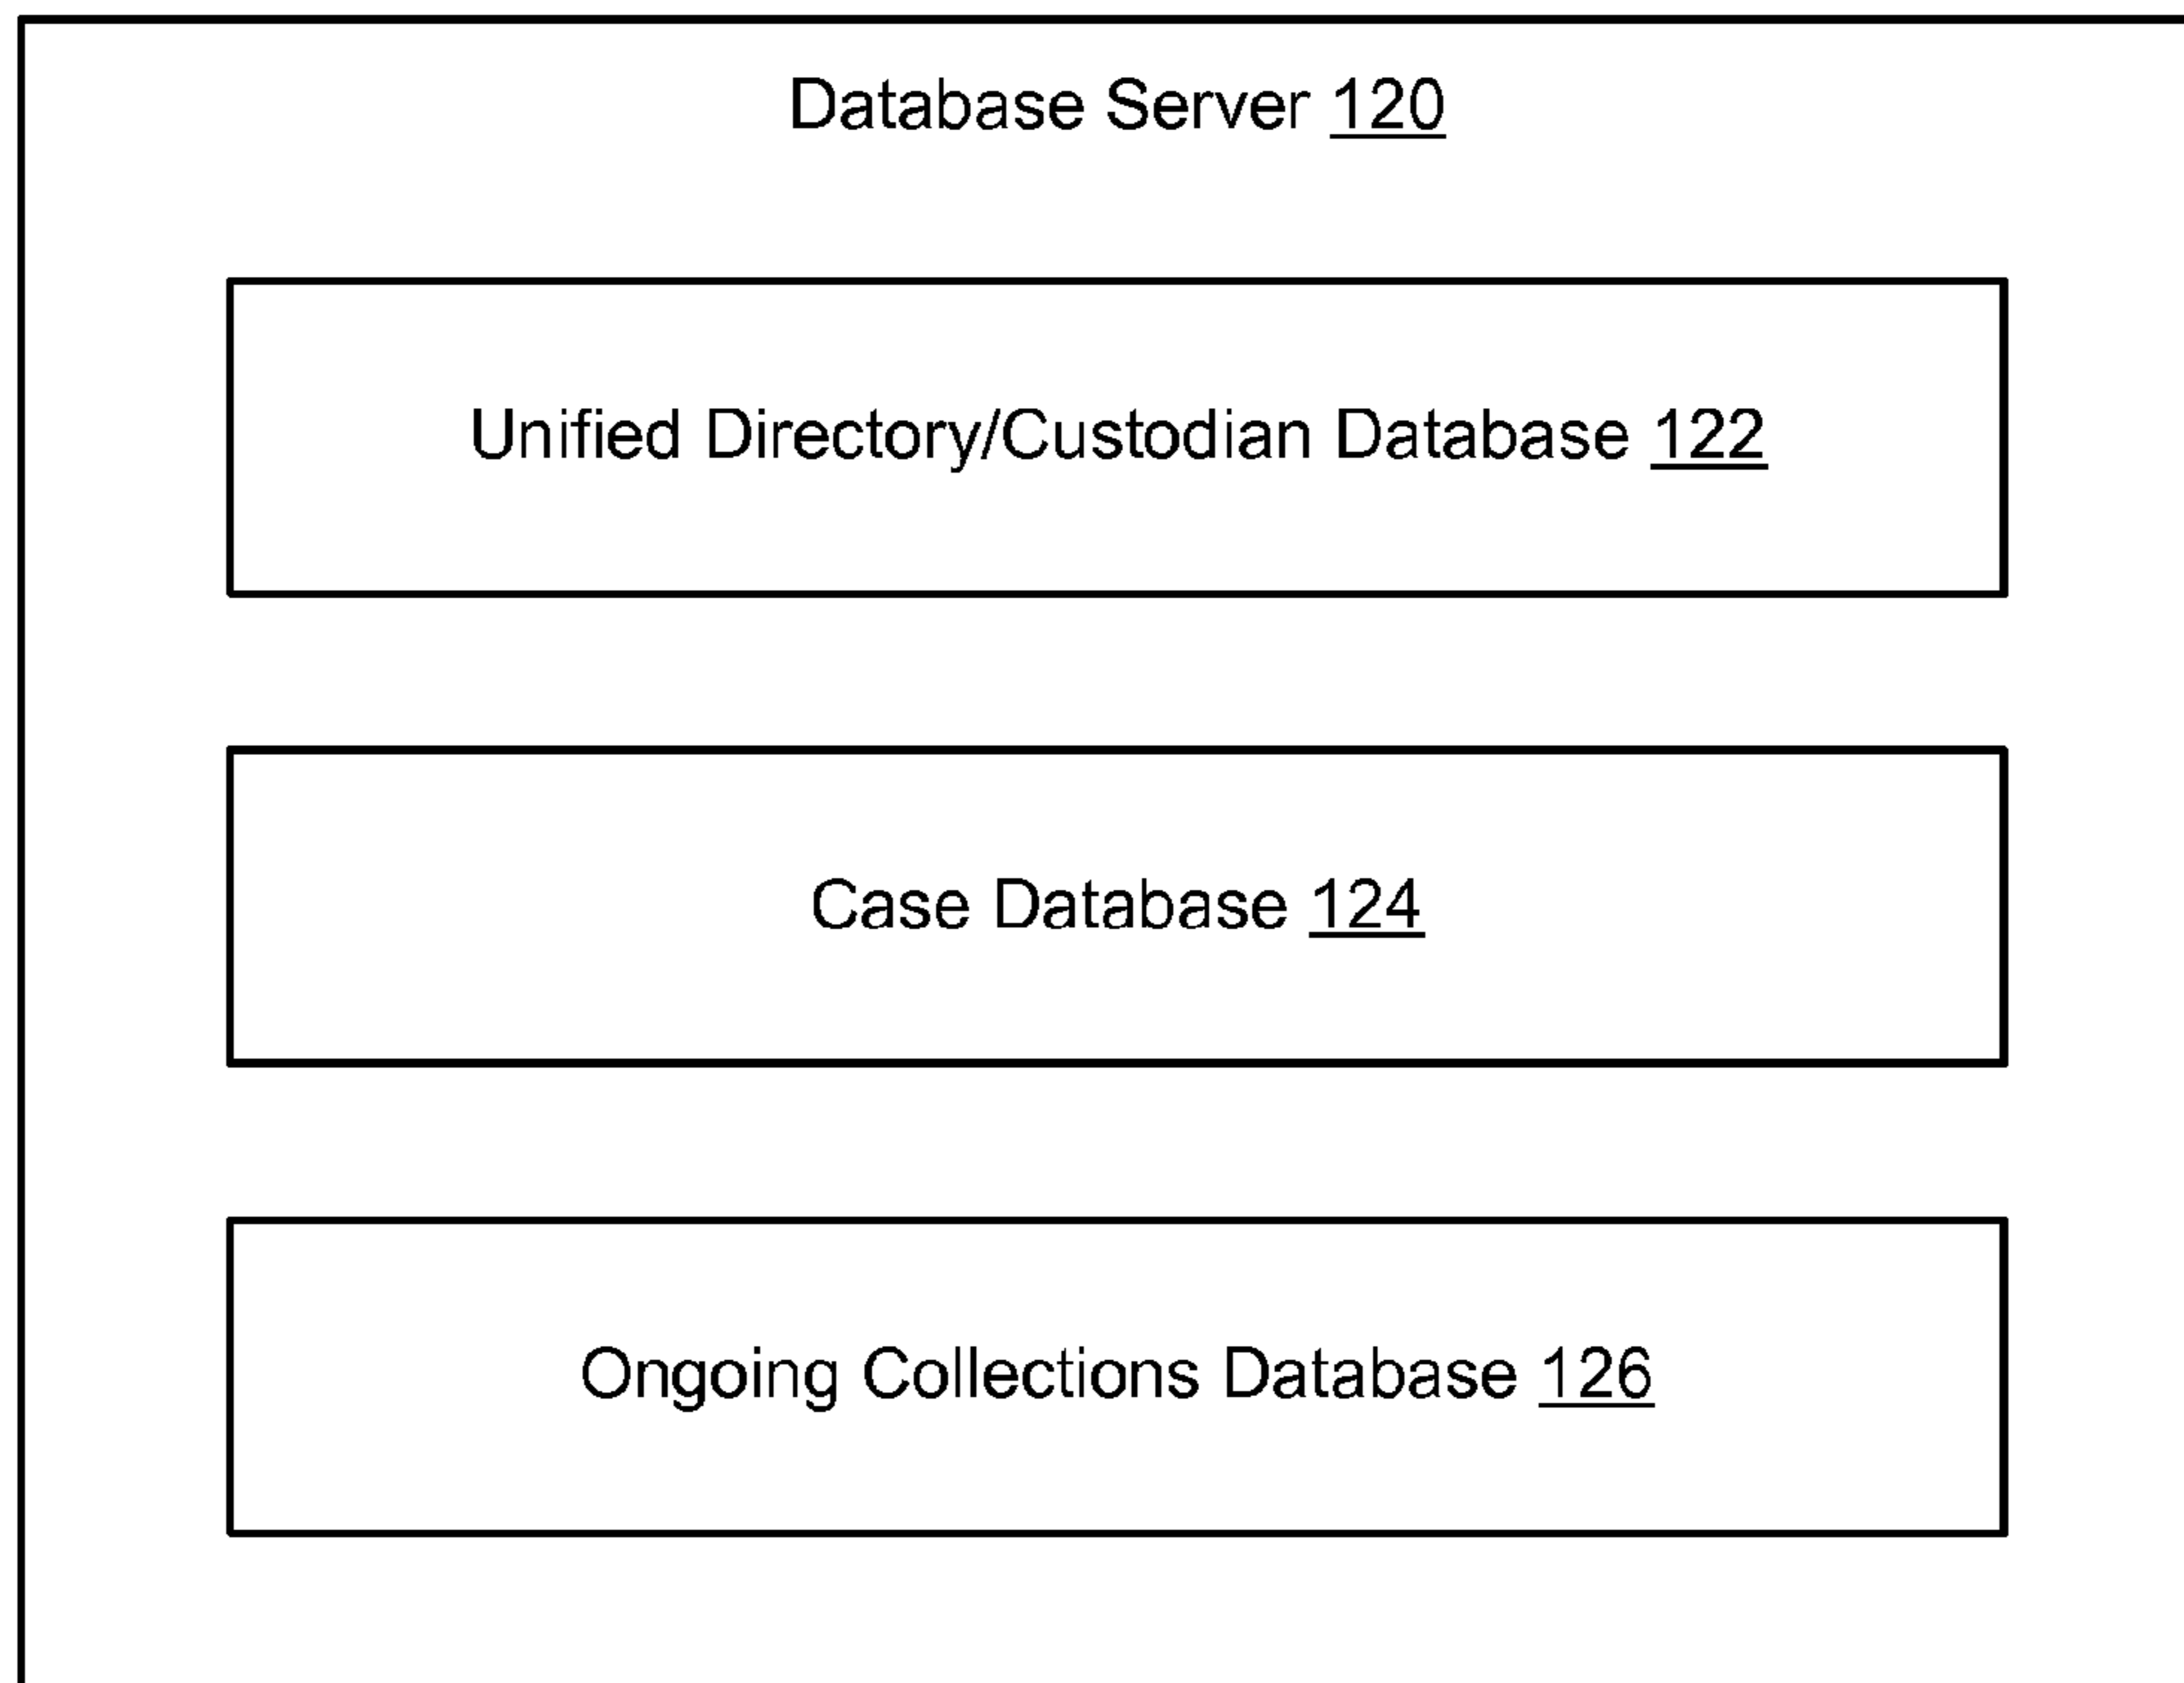 Database Server 120
Unified Directory/Custodian Database 122
Case Database 124
Ongoing Collections Database 126